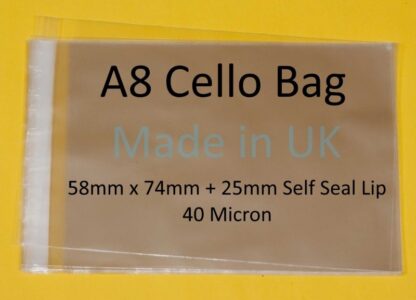 A8 Cello Bag
Made in UK
58mm x 74mm + 25mm Self Seal Lip
40 Micron